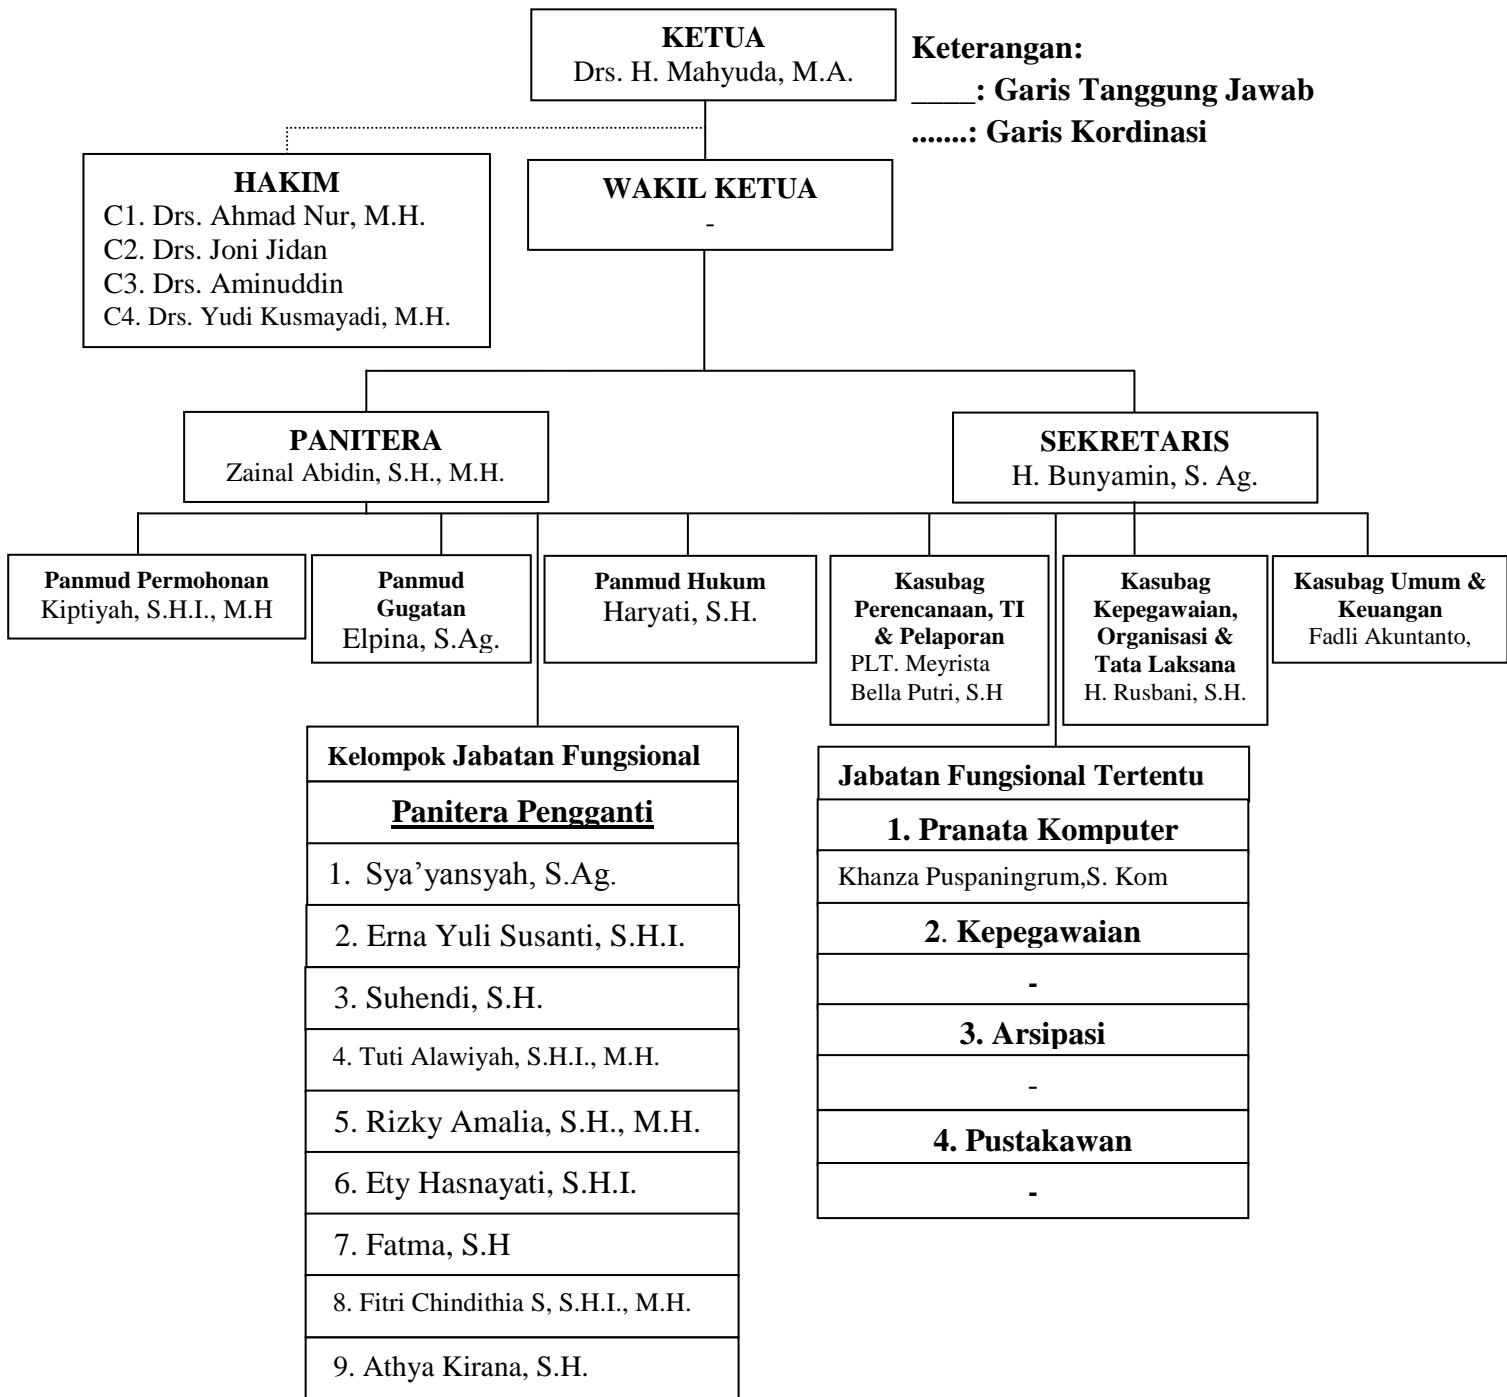 KETUA
Drs. H. Mahyuda, M.A.
Keterangan:
____: Garis Tanggung Jawab
.......: Garis Kordinasi
HAKIM
C1. Drs. Ahmad Nur, M.H.
C2. Drs. Joni Jidan
C3. Drs. Aminuddin
C4. Drs. Yudi Kusmayadi, M.H.
WAKIL KETUA
-
PANITERA
Zainal Abidin, S.H., M.H.
SEKRETARIS
H. Bunyamin, S. Ag.
Panmud Permohonan
Kiptiyah, S.H.I., M.H
Panmud
Gugatan
Elpina, S.Ag.
Panmud Hukum
Haryati, S.H.
Kasubag
Perencanaan, TI
& Pelaporan
PLT. Meyrista
Bella Putri, S.H
Kasubag
Kepegawaian,
Organisasi &
Tata Laksana
H. Rusbani, S.H.
Kasubag Umum &
Keuangan
Fadli Akuntanto,
Kelompok Jabatan Fungsional
Panitera Pengganti
1. Sya’yansyah, S.Ag.
2. Erna Yuli Susanti, S.H.I.
3. Suhendi, S.H.
4. Tuti Alawiyah, S.H.I., M.H.
5. Rizky Amalia, S.H., M.H.
6. Ety Hasnayati, S.H.I.
7. Fatma, S.H
8. Fitri Chindithia S, S.H.I., M.H.
9. Athya Kirana, S.H.
Jabatan Fungsional Tertentu
1. Pranata Komputer
Khanza Puspaningrum,S. Kom
2. Kepegawaian
-
3. Arsipasi
-
4. Pustakawan
-